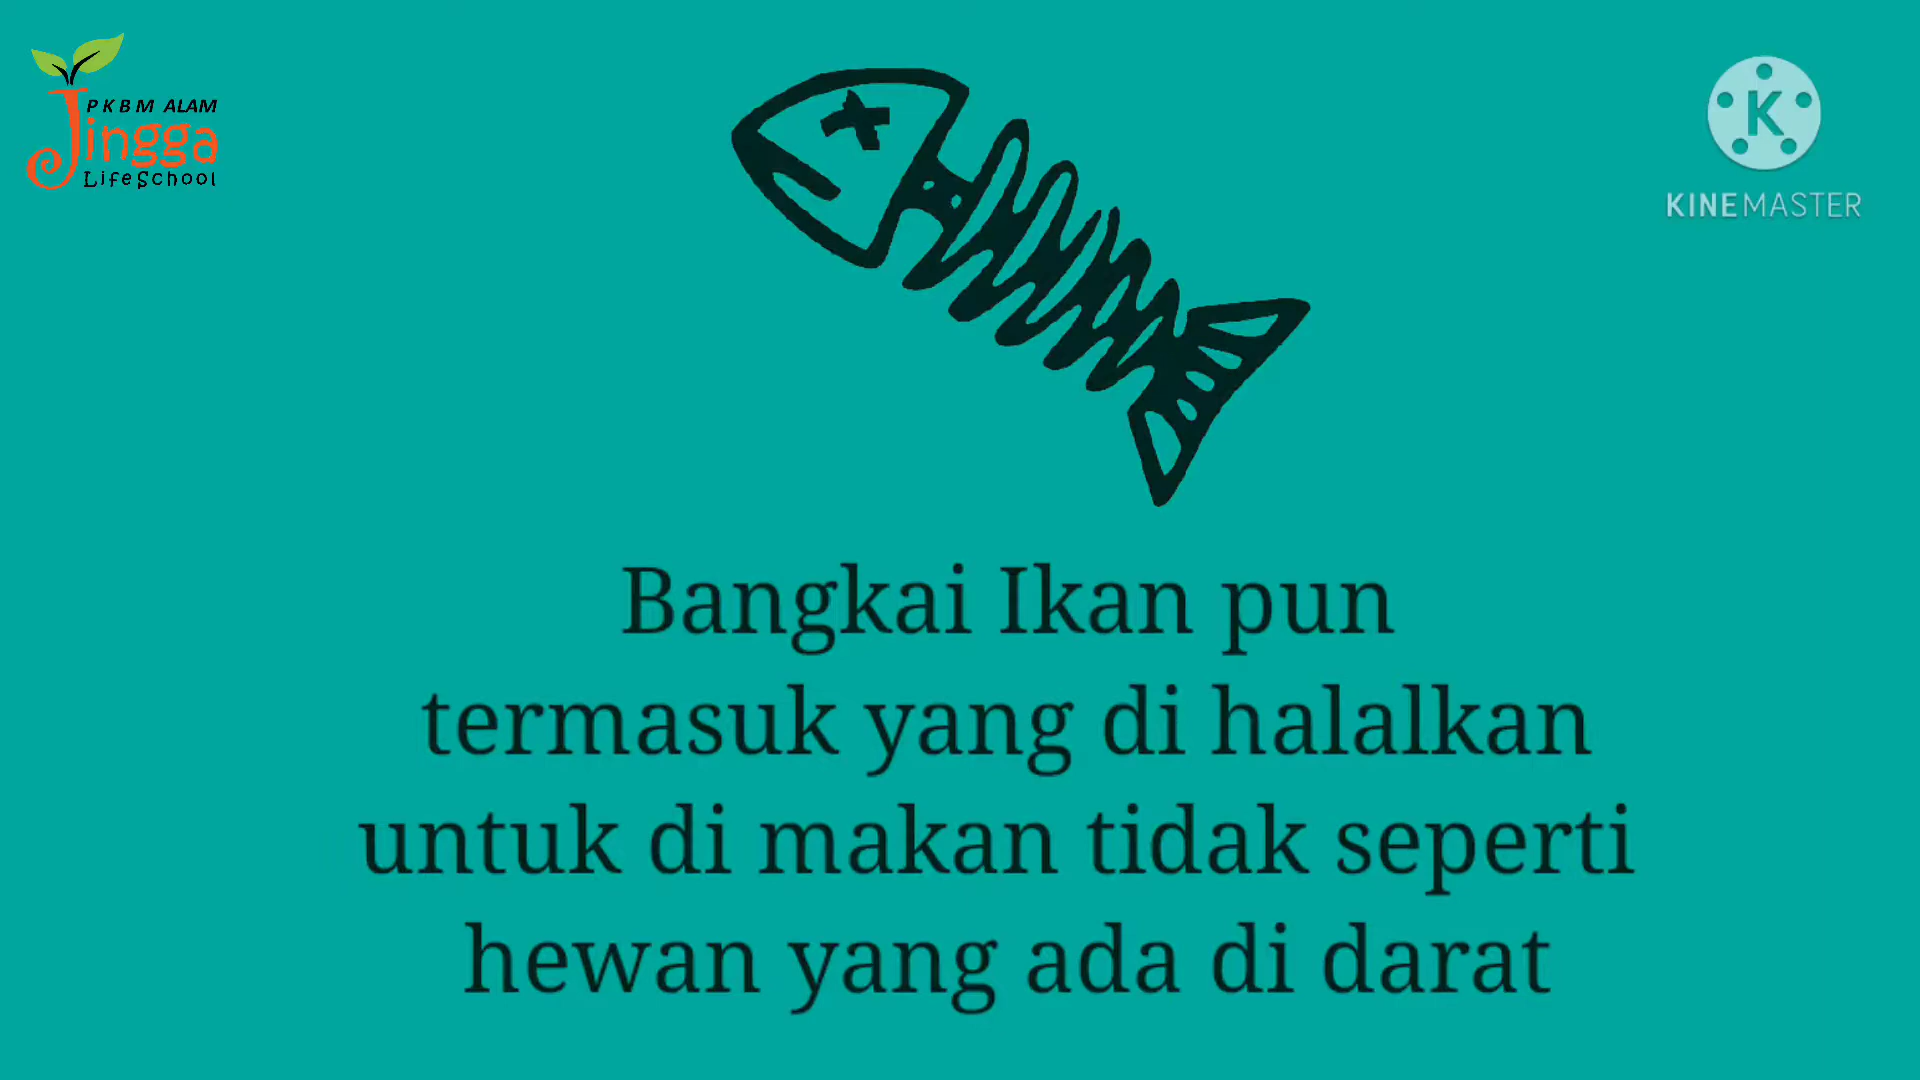 PKBM ALAM
Jingga
LifeSchool
K
KINEMASTER
Bangkai Ikan pun
termasuk yang di halalkan
untuk di makan tidak seperti
hewan yang ada di darat